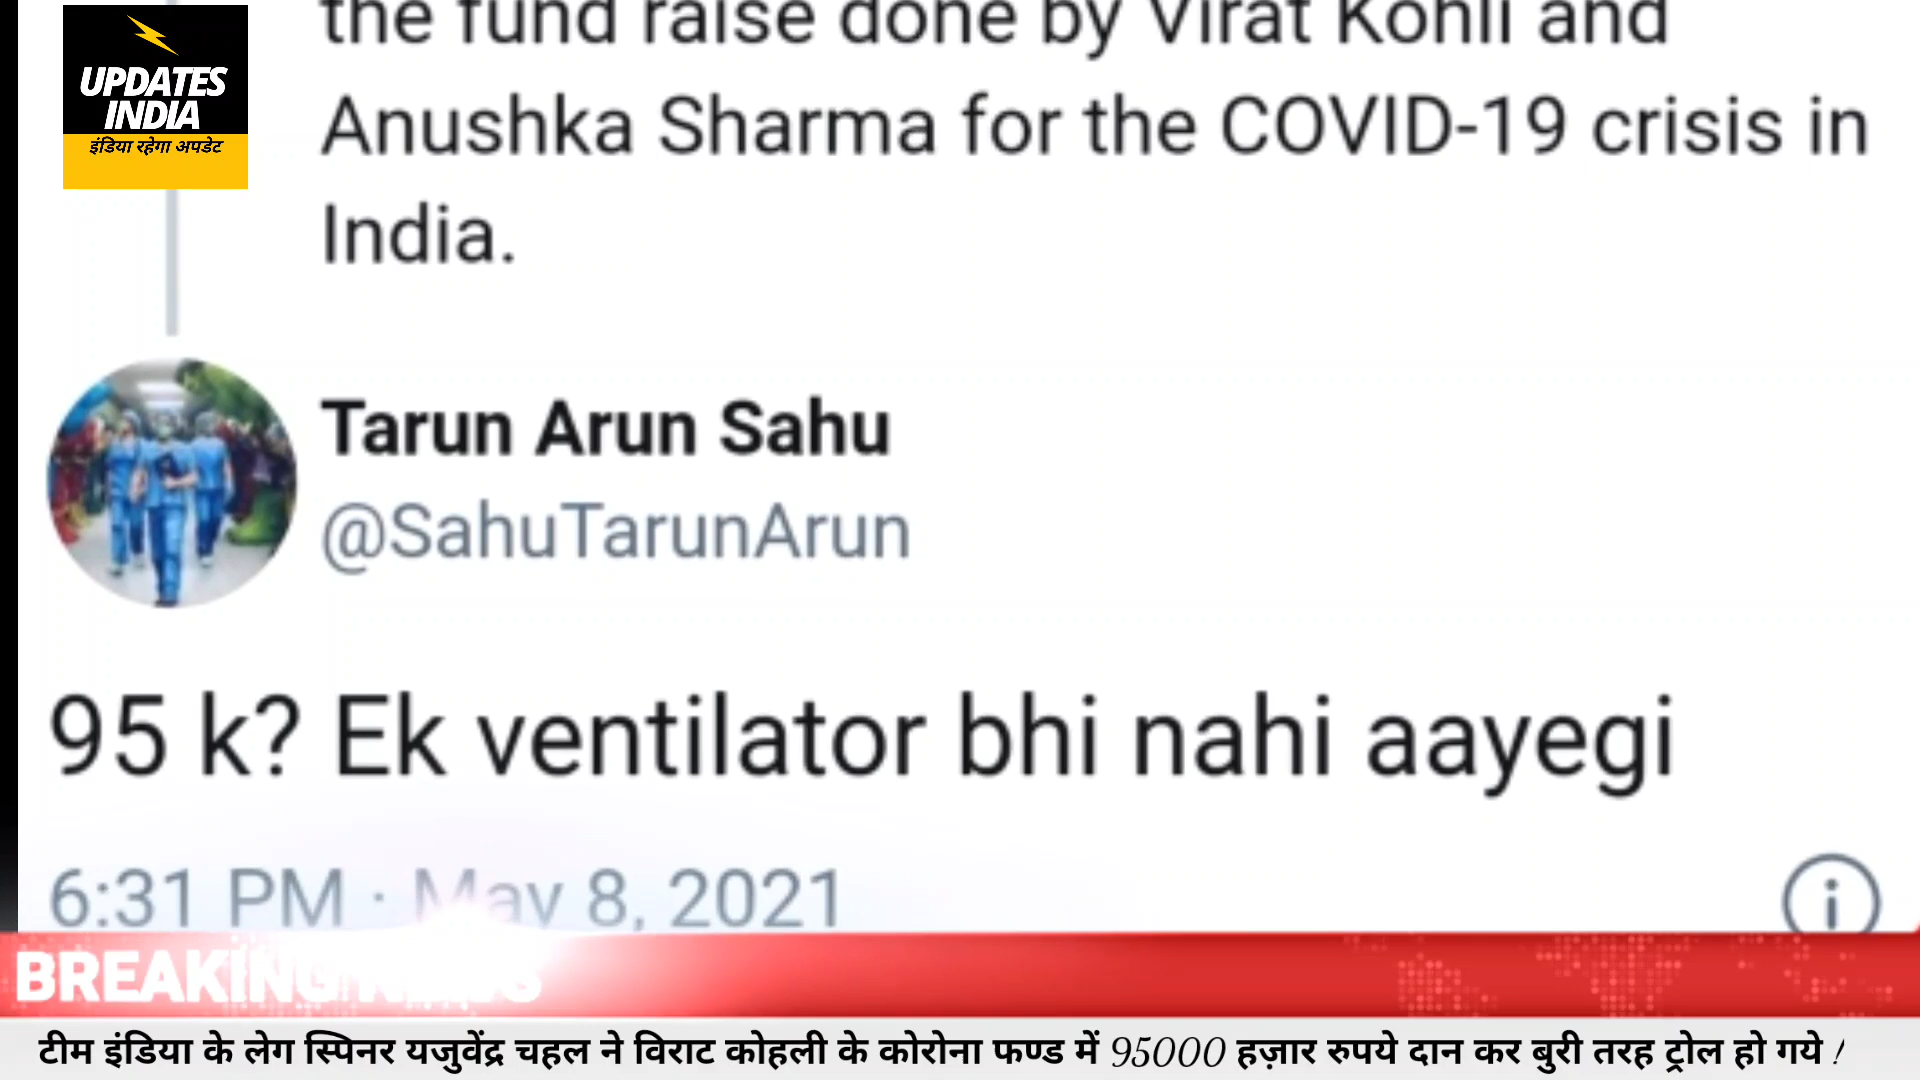 UPDATES
INDIA
इंडिया रहेगा अपडेट
the fund raise done by Virat Kohli and
Anushka Sharma for the COVID-19 crisis in
India.
Tarun Arun Sahu
@SahuTarunArun
95 k? Ek ventilator bhi nahi aayegi
6:31 PM · May 8, 2021
BREAKING NEWS
टीम इंडिया के लेग स्पिनर यजुवेंद्र चहल ने विराट कोहली के कोरोना फण्ड में 95000 हज़ार रुपये दान कर बुरी तरह ट्रोल हो गये !